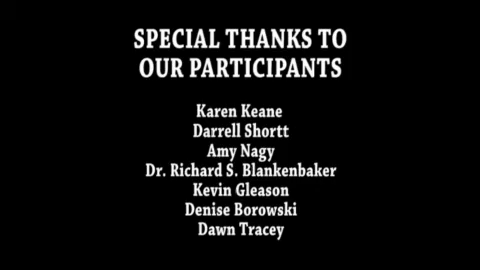 SPECIAL THANKS TO
OUR PARTICIPANTS
Karen Keane
Darrell Shortt
Amy Nagy
Dr. Richard S. Blankenbaker
Kevin Gleason
Denise Borowski
Dawn Tracey